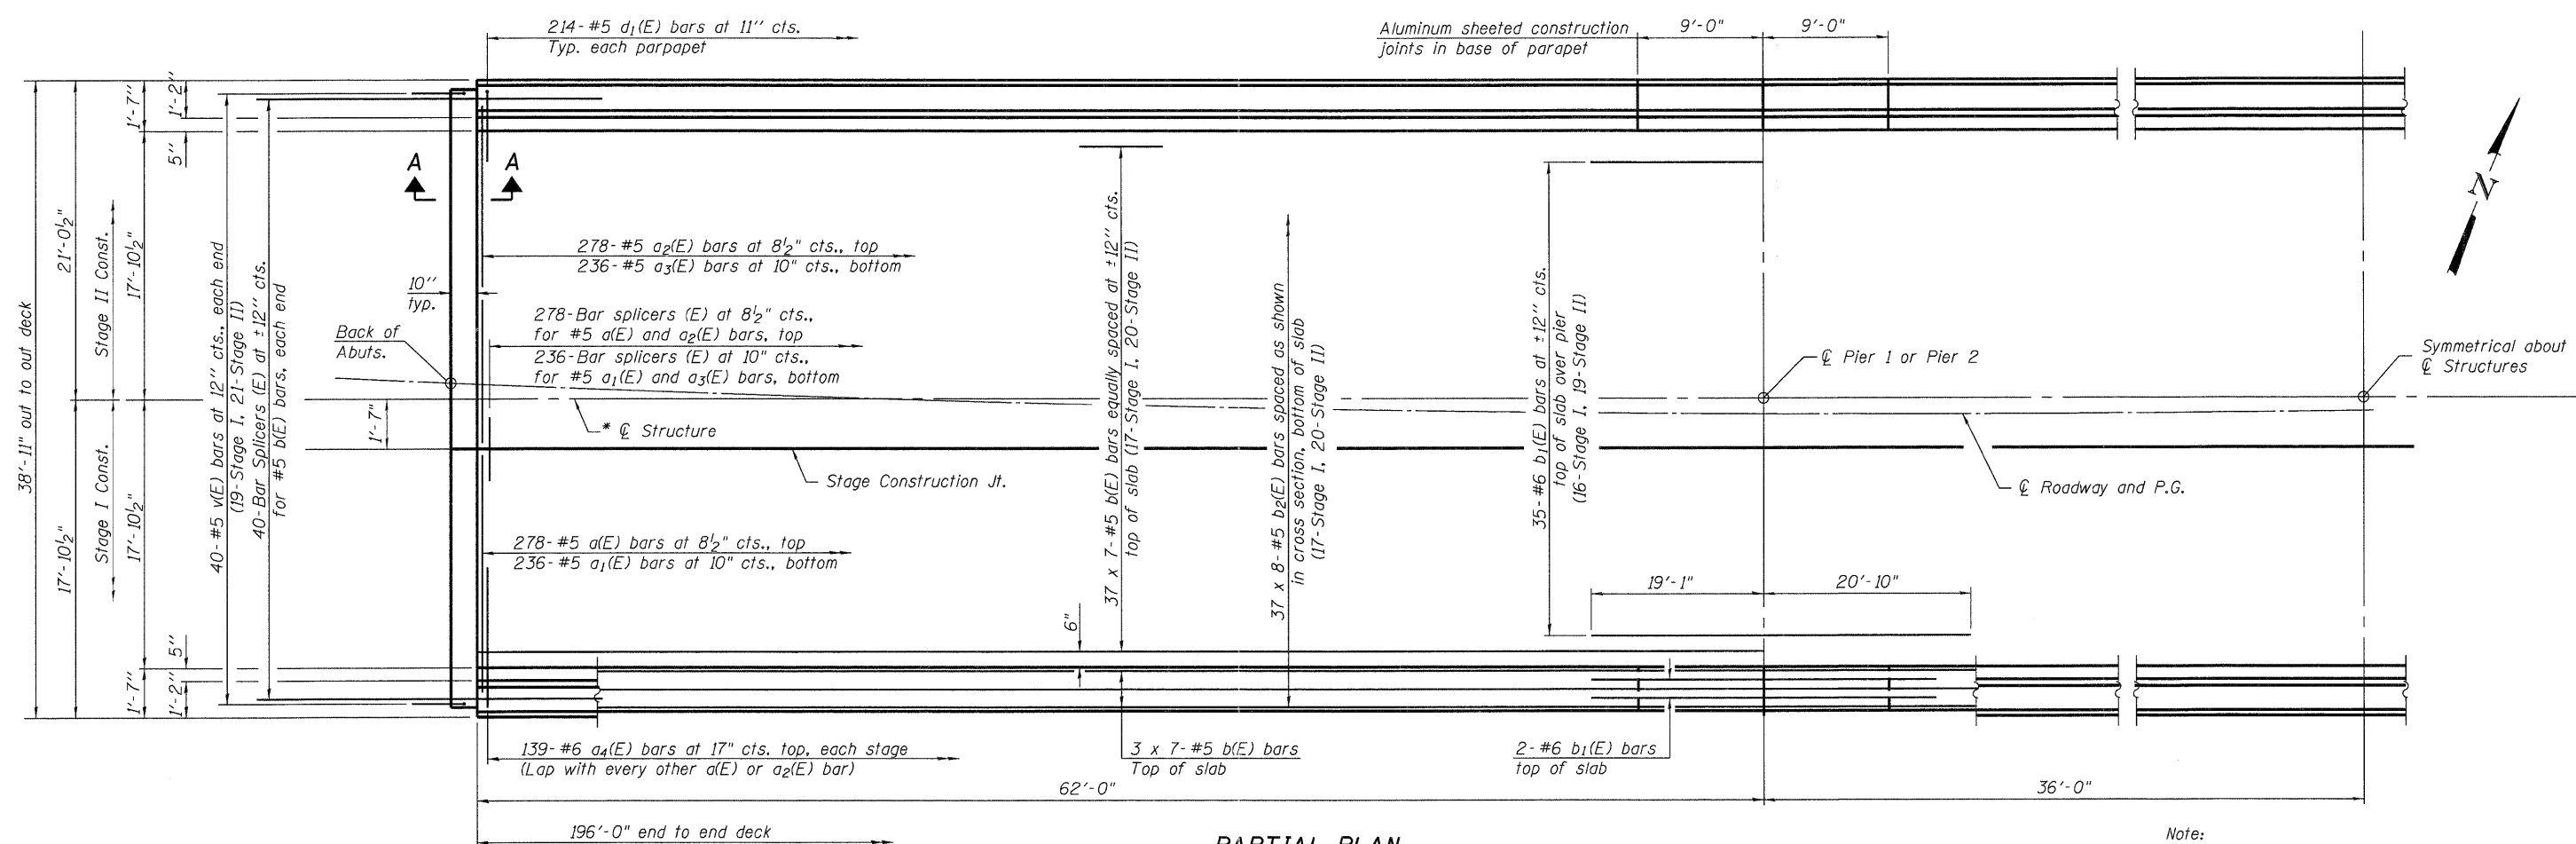 214- #5 d1(E) bars at 11" cts.
Typ. each parpapet
Aluminum sheeted construction
joints in base of parapet
9'-0"
9'-0"
1'-7"
1'-2"
5"
A
A
N
38'-11" out to out deck
21'-0½"
Stage II Const.
17'-10½"
17'-10½"
Stage I Const.
17'-10½"
40- #5 v(E) bars at 12" cts., each end
(19-Stage I, 21-Stage II)
40-Bar Splicers (E) at ±12" cts.
for #5 b(E) bars, each end
10"
typ.
Back of
Abuts.
1'-7"
278- #5 a2(E) bars at 8½" cts., top
236- #5 a3(E) bars at 10" cts., bottom
278-Bar splicers (E) at 8½" cts.,
for #5 a(E) and a2(E) bars, top
236-Bar splicers (E) at 10" cts.,
for #5 a1(E) and a3(E) bars, bottom
* ℄ Structure
Stage Construction Jt.
278- #5 a(E) bars at 8½" cts., top
236- #5 a1(E) bars at 10" cts., bottom
37 x 7- #5 b(E) bars equally spaced at ±12" cts.
top of slab (17-Stage I, 20-Stage II)
37 x 8- #5 b2(E) bars spaced as shown
in cross section, bottom of slab
(17-Stage I, 20-Stage II)
35- #6 b1(E) bars at ±12" cts.
top of slab over pier
(16-Stage I, 19-Stage II)
℄ Pier 1 or Pier 2
Symmetrical about
℄ Structures
℄ Roadway and P.G.
19'-1"
20'-10"
6"
5"
1'-7"
1'-2"
139- #6 a4(E) bars at 17" cts. top, each stage
(Lap with every other a(E) or a2(E) bar)
3 x 7- #5 b(E) bars
Top of slab
2- #6 b1(E) bars
top of slab
62'-0"
36'-0"
196'-0" end to end deck
PARTIAL PLAN
Note: